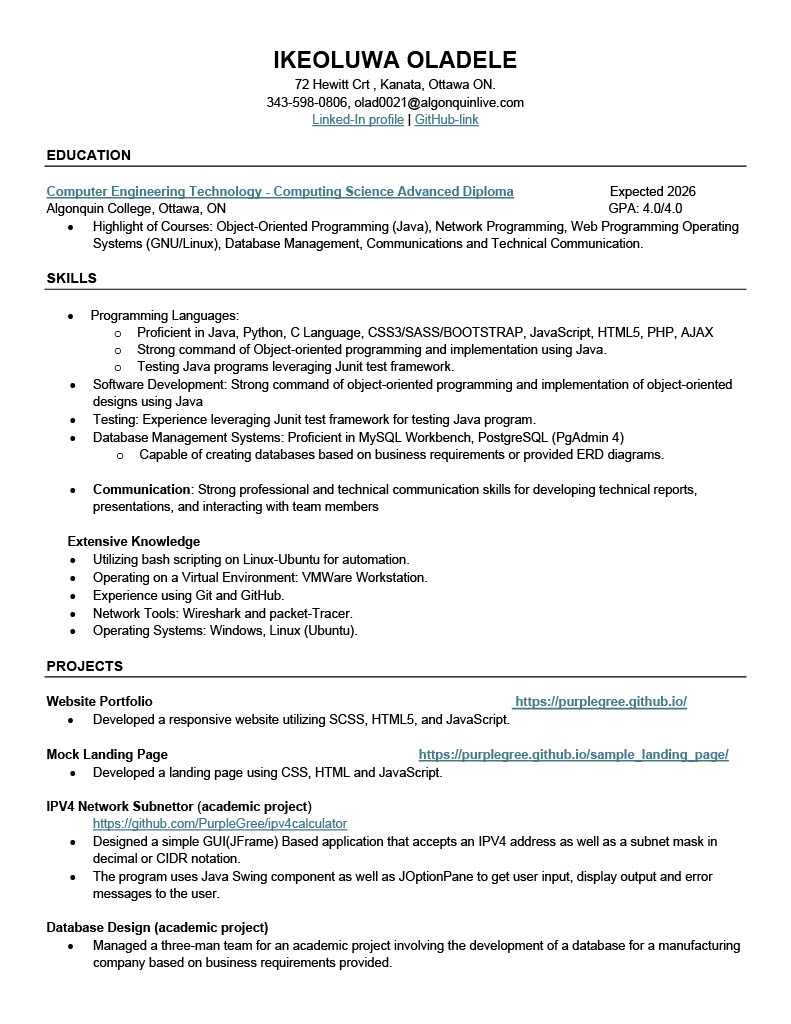 IKEOLUWA OLADELE
72 Hewitt Crt , Kanata, Ottawa ON.
343-598-0806, olad0021@algonquinlive.com
Linked-In profile | GitHub-link
EDUCATION
Computer Engineering Technology - Computing Science Advanced Diploma Expected 2026
Algonquin College, Ottawa, ON GPA: 4.0/4.0
• Highlight of Courses: Object-Oriented Programming (Java), Network Programming, Web Programming Operating
Systems (GNU/Linux), Database Management, Communications and Technical Communication.
SKILLS
• Programming Languages:
o Proficient in Java, Python, C Language, CSS3/SASS/BOOTSTRAP, JavaScript, HTML5, PHP, AJAX
o Strong command of Object-oriented programming and implementation using Java.
o Testing Java programs leveraging Junit test framework.
• Software Development: Strong command of object-oriented programming and implementation of object-oriented
designs using Java
• Testing: Experience leveraging Junit test framework for testing Java program.
• Database Management Systems: Proficient in MySQL Workbench, PostgreSQL (PgAdmin 4)
o Capable of creating databases based on business requirements or provided ERD diagrams.
• Communication: Strong professional and technical communication skills for developing technical reports,
presentations, and interacting with team members
Extensive Knowledge
• Utilizing bash scripting on Linux-Ubuntu for automation.
• Operating on a Virtual Environment: VMWare Workstation.
• Experience using Git and GitHub.
• Network Tools: Wireshark and packet-Tracer.
• Operating Systems: Windows, Linux (Ubuntu).
PROJECTS
Website Portfolio https://purplegree.github.io/
• Developed a responsive website utilizing SCSS, HTML5, and JavaScript.
Mock Landing Page https://purplegree.github.io/sample_landing_page/
• Developed a landing page using CSS, HTML and JavaScript.
IPV4 Network Subnettor (academic project)
https://github.com/PurpleGree/ipv4calculator
• Designed a simple GUI(JFrame) Based application that accepts an IPV4 address as well as a subnet mask in
decimal or CIDR notation.
• The program uses Java Swing component as well as JOptionPane to get user input, display output and error
messages to the user.
Database Design (academic project)
• Managed a three-man team for an academic project involving the development of a database for a manufacturing
company based on business requirements provided.